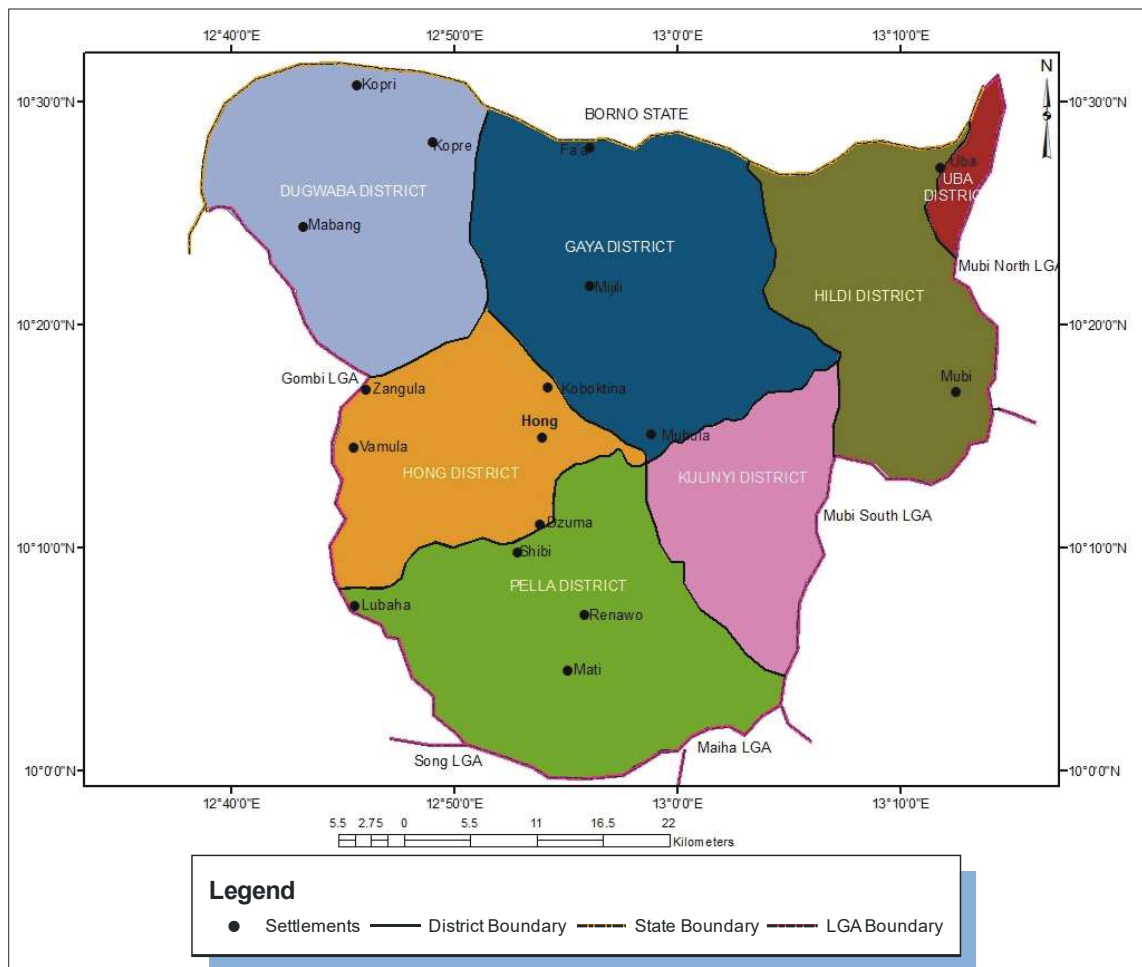 12°40'0"E 12°50'0"E 13°0'0"E 13°10'0"E
N
10°30'0"N 10°30'0"N
Kopri
BORNO STATE
Kopre
Fa'a
Uba
UBA
DISTRICT
DUGWABA DISTRICT
Mabang
GAYA DISTRICT
Mubi North LGA
Mijili
HILDI DISTRICT
10°20'0"N 10°20'0"N
Gombi LGA
Zangula
Koboktina
Mubi
Hong
Mubula
Vamula
HONG DISTRICT
KULINYI DISTRICT
Mubi South LGA
Dzuma
10°10'0"N 10°10'0"N
Shibi
PELLA DISTRICT
Lubaha
Renawo
Mati
Maiha LGA
Song LGA
10°0'0"N 10°0'0"N
12°40'0"E 12°50'0"E 13°0'0"E 13°10'0"E
5.5 2.75 0 5.5 11 16.5 22
Kilometers
Legend
Settlements District Boundary State Boundary LGA Boundary